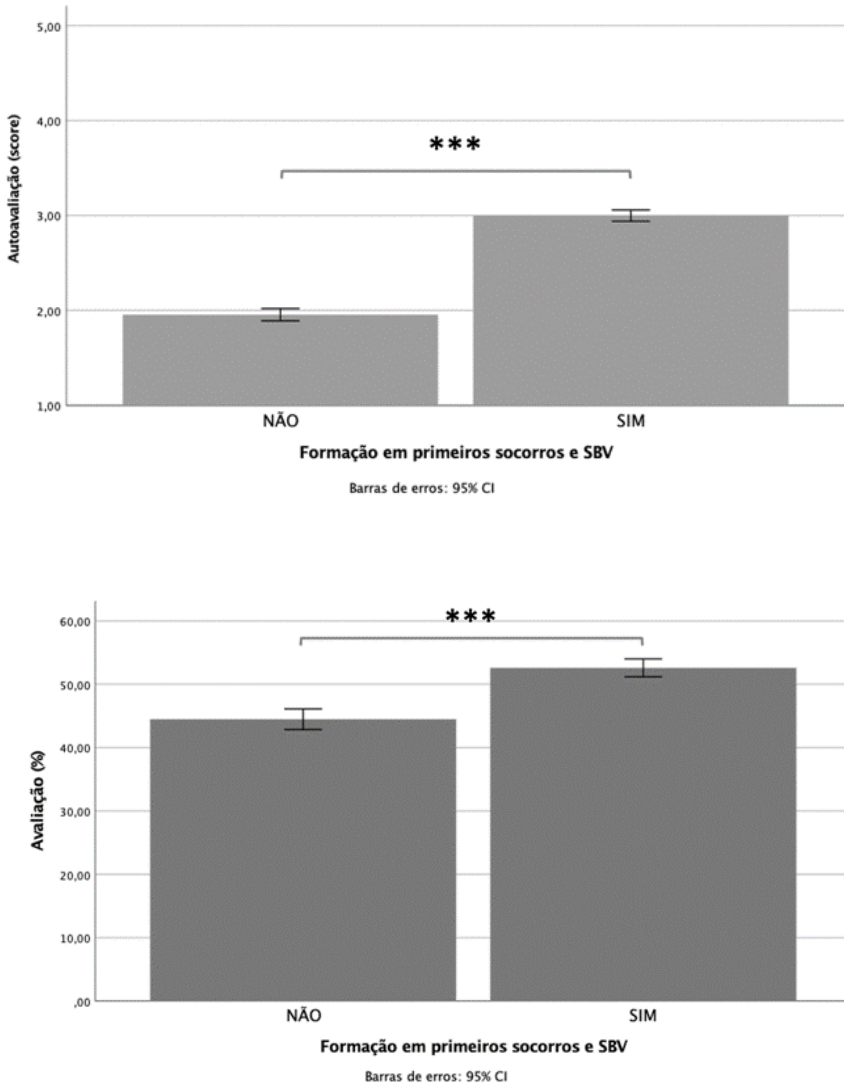 5,00
4,00
3,00
2,00
1,00
Autoavaliação (score)
***
NÃO
SIM
Formação em primeiros socorros e SBV
Barras de erros: 95% CI
60,00
50,00
40,00
30,00
20,00
10,00
,00
Avaliação (%)
***
NÃO
SIM
Formação em primeiros socorros e SBV
Barras de erros: 95% CI